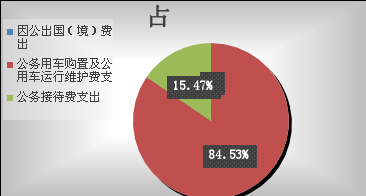 占
因公出国（境）费
出
公务用车购置及公
用车运行维护费支
公务接待费支出
15.47%
84.53%